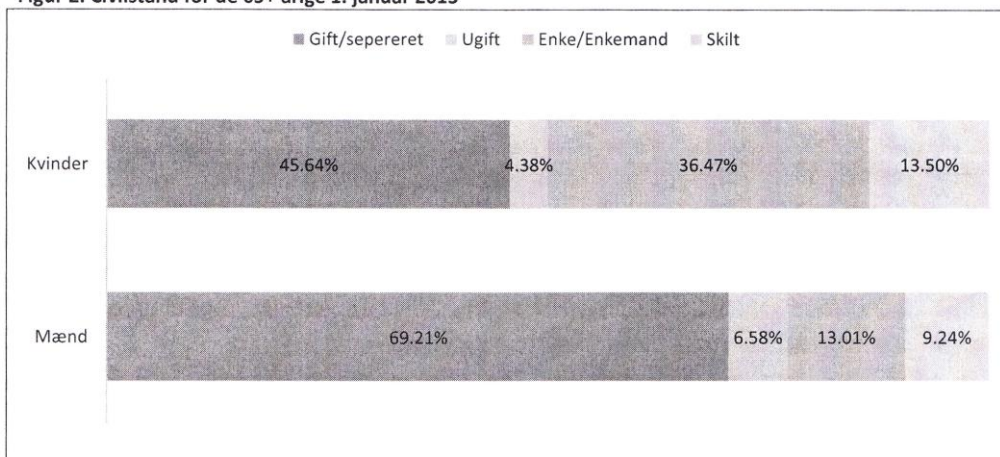 Gift/sepereret Ugift Enke/Enkemand Skilt
Kvinder 45.64% 4.38% 36.47% 13.50%
Mænd 69.21% 6.58% 13.01% 9.24%